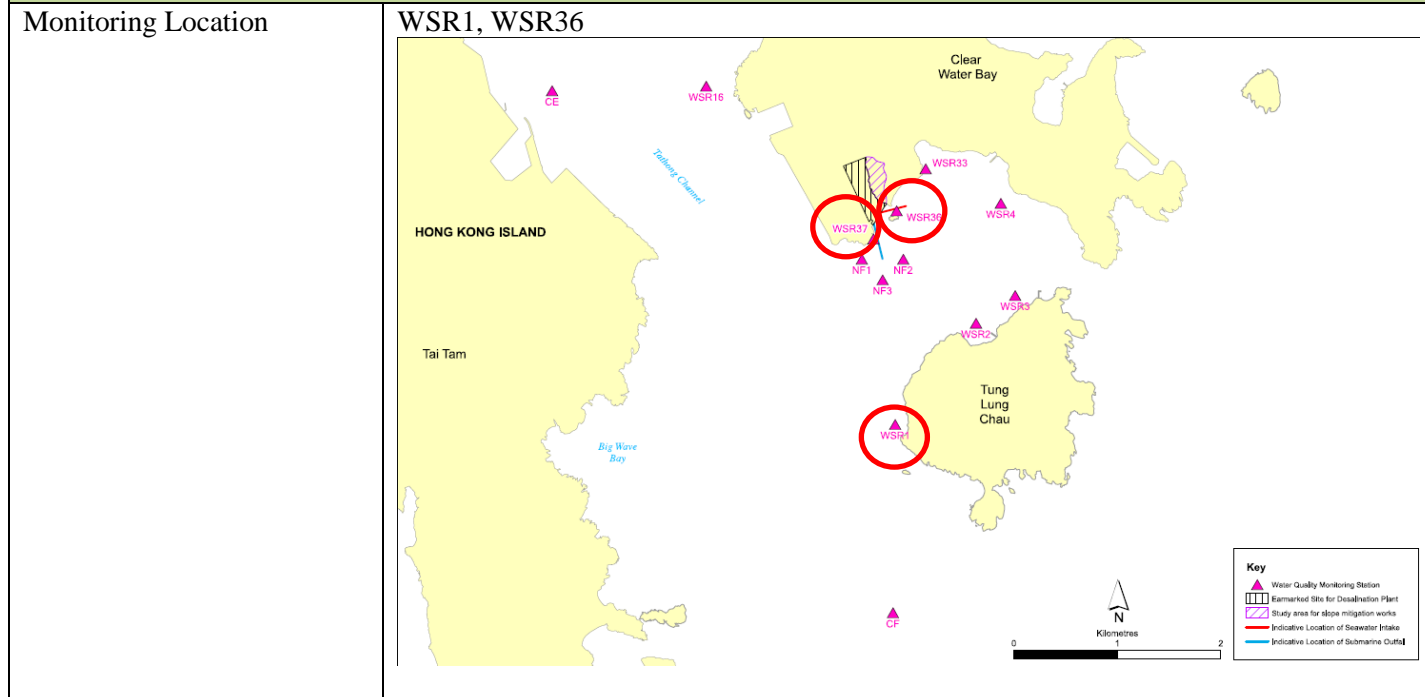 Monitoring Location
WSR1, WSR36
Clear
Water Bay
CE
WSR16
Tathong Channel
WSR33
WSR36
WSR4
HONG KONG ISLAND
WSR37
NF1
NF2
NF3
WSR3
WSR2
Tai Tam
Tung
Lung
Chau
WSR1
Big Wave
Bay
CF
N
Kilometres
0 1 2
Key
Water Quality Monitoring Station
Earmarked Site for Desalination Plant
Study area for slope mitigation works
Indicative Location of Seawater Intake
Indicative Location of Submarine Outfall